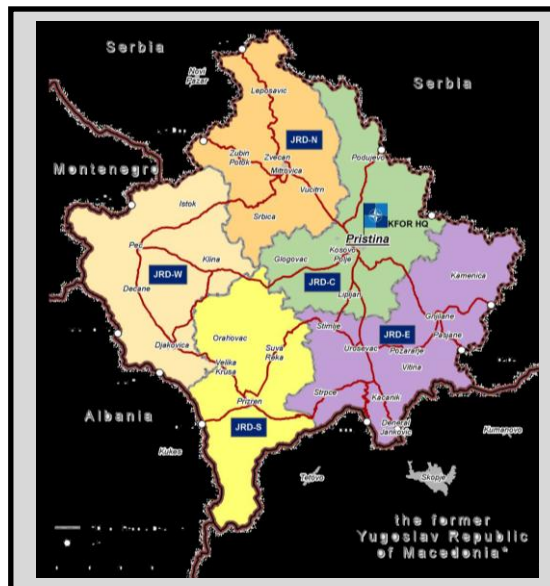 Serbia
Novi
Pazar
Serbia
Leposavic
JRD-N
Zubin
Potok
Zvecan
Mitrovica
Podujevo
Montenegro
Vucitrn
Istok
Srbica
KFOR HQ
Pristina
Pec
Klina
Glogovac
Kosovo
Polje
Kamenica
JRD-W
JRD-C
Decane
Lipljan
Gnjilane
Stimlje
JRD-E
Pasjane
Djakovica
Orahovac
Suva
Reka
Urosevac
Pozaranje
Velika
Krusa
Vitina
Strpce
Prizren
Kacanik
Albania
JRD-S
Deneral
Jankovic
Kumanovo
Kukes
Tetovo
Skopje
the former
Yugoslav Republic
of Macedonia*